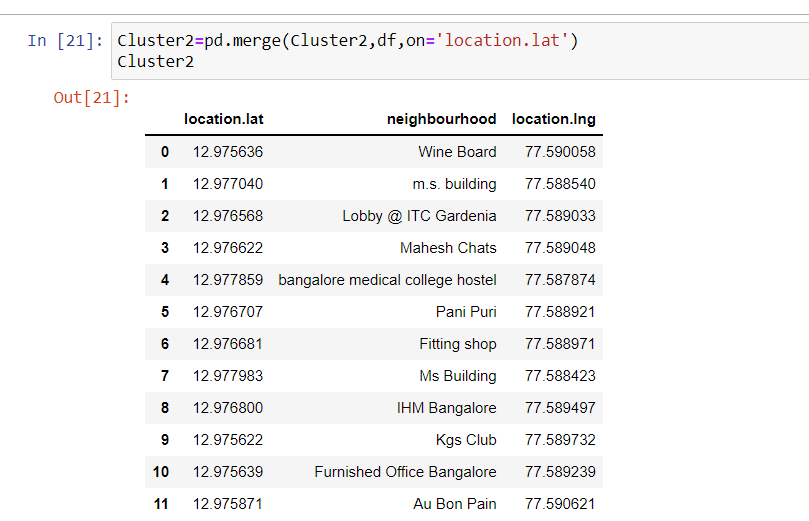 In [21]: Cluster2=pd.merge(Cluster2,df,on='location.lat')
Cluster2
Out[21]:
location.lat neighbourhood location.lng
0 12.975636 Wine Board 77.590058
1 12.977040 m.s. building 77.588540
2 12.976568 Lobby @ ITC Gardenia 77.589033
3 12.976622 Mahesh Chats 77.589048
4 12.977859 bangalore medical college hostel 77.587874
5 12.976707 Pani Puri 77.588921
6 12.976681 Fitting shop 77.588971
7 12.977983 Ms Building 77.588423
8 12.976800 IHM Bangalore 77.589497
9 12.975622 Kgs Club 77.589732
10 12.975639 Furnished Office Bangalore 77.589239
11 12.975871 Au Bon Pain 77.590621